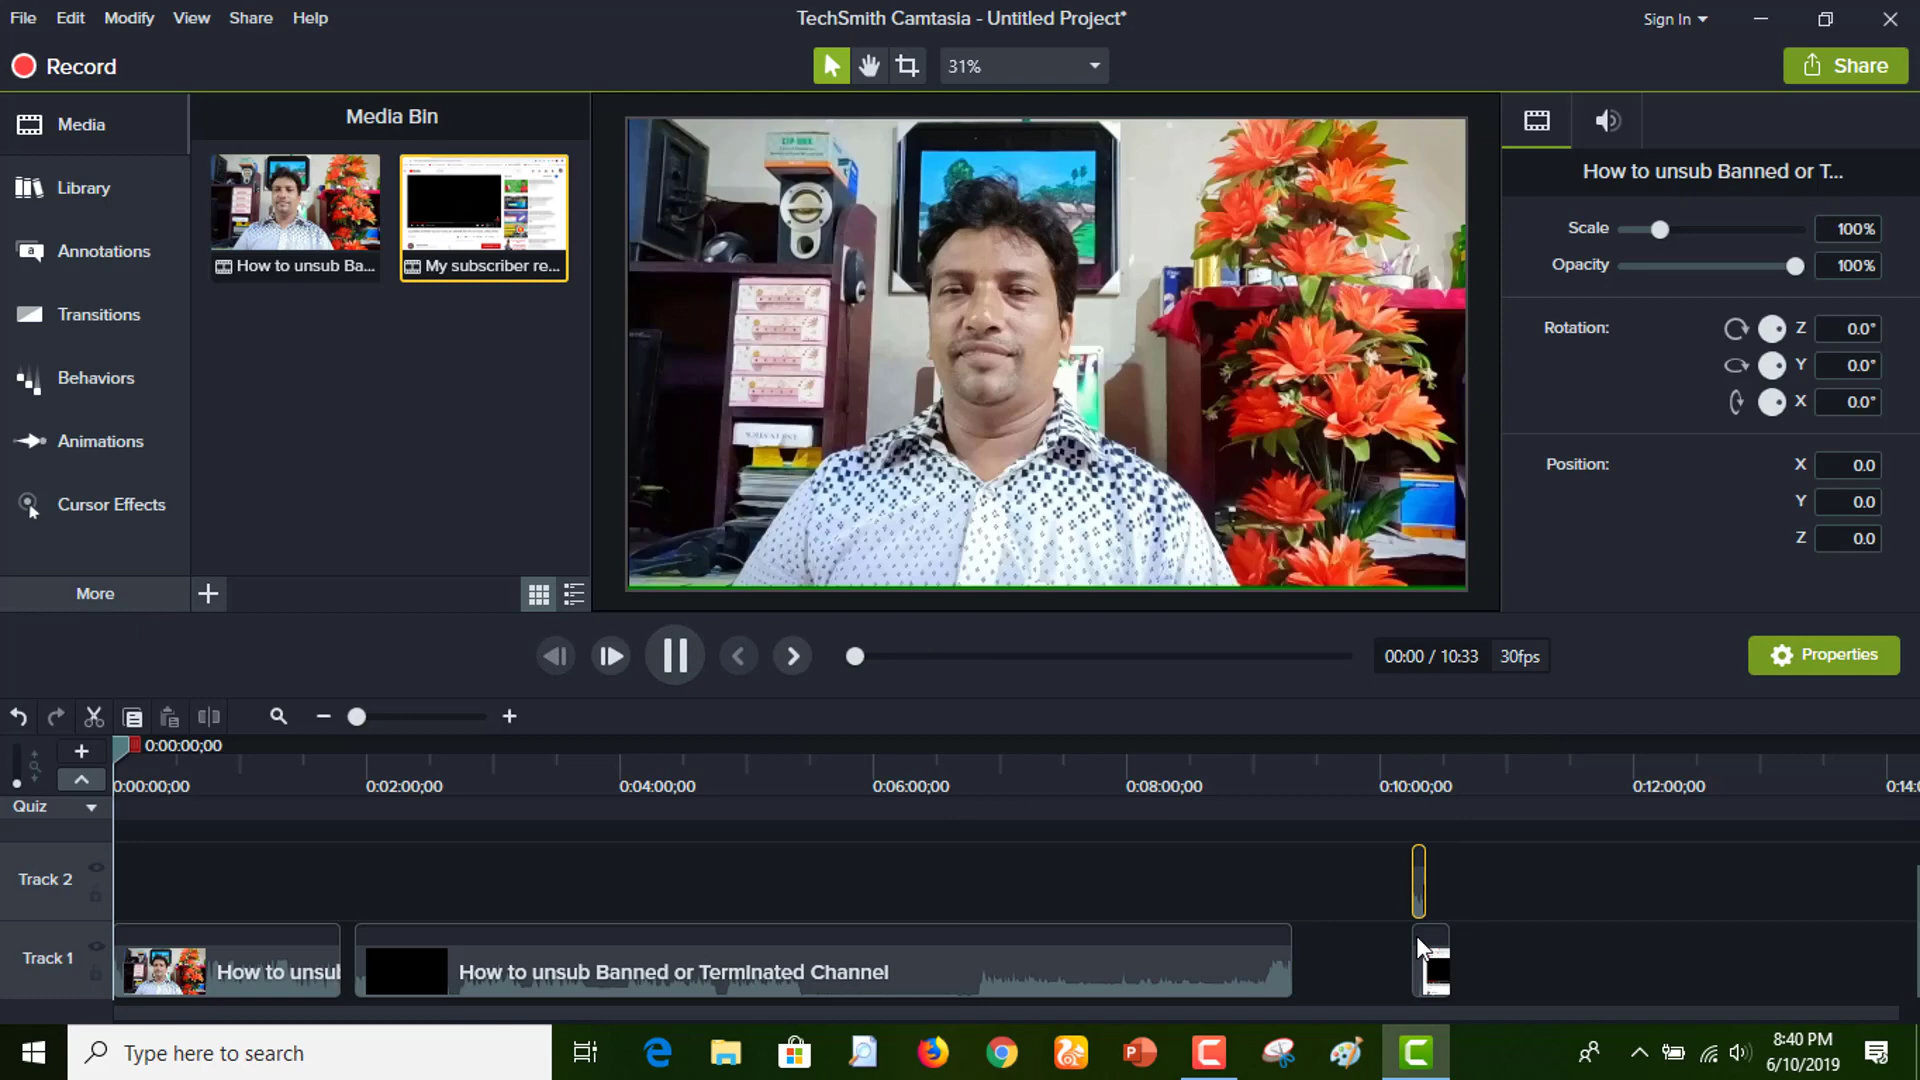 File Edit Modify View Share Help
TechSmith Camtasia - Untitled Project*
Sign In
Record
31%
Share
Media
Library
Annotations
Transitions
Behaviors
Animations
Cursor Effects
More
Media Bin
How to unsub Ba...
My subscriber re...
How to unsub Banned or T...
Scale 100%
Opacity 100%
Rotation: Z 0.0°
Y 0.0°
X 0.0°
Position: X 0.0
Y 0.0
Z 0.0
00:00 / 10:33 30fps
Properties
0:00:00;00
0:00:00;00 0:02:00;00 0:04:00;00 0:06:00;00 0:08:00;00 0:10:00;00 0:12:00;00 0:14:0
Quiz
Track 2
Track 1
How to unsub
How to unsub Banned or Terminated Channel
Type here to search
8:40 PM
6/10/2019